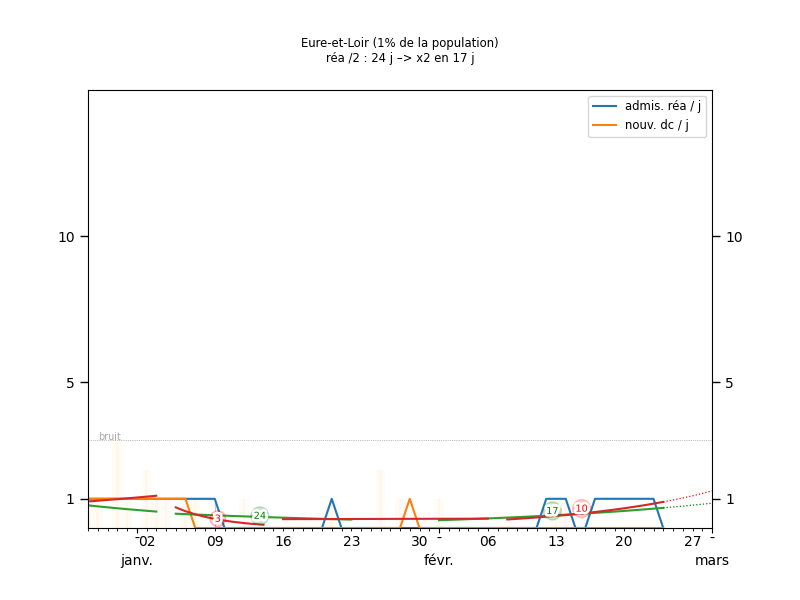 Eure-et-Loir (1% de la population)
réa /2 : 24 j –> x2 en 17 j
admis. réa / j
nouv. dc / j
10 10
5 5
bruit
1 1
3 24 17 10
02 09 16 23 30 06 13 20 27
janv. févr. mars